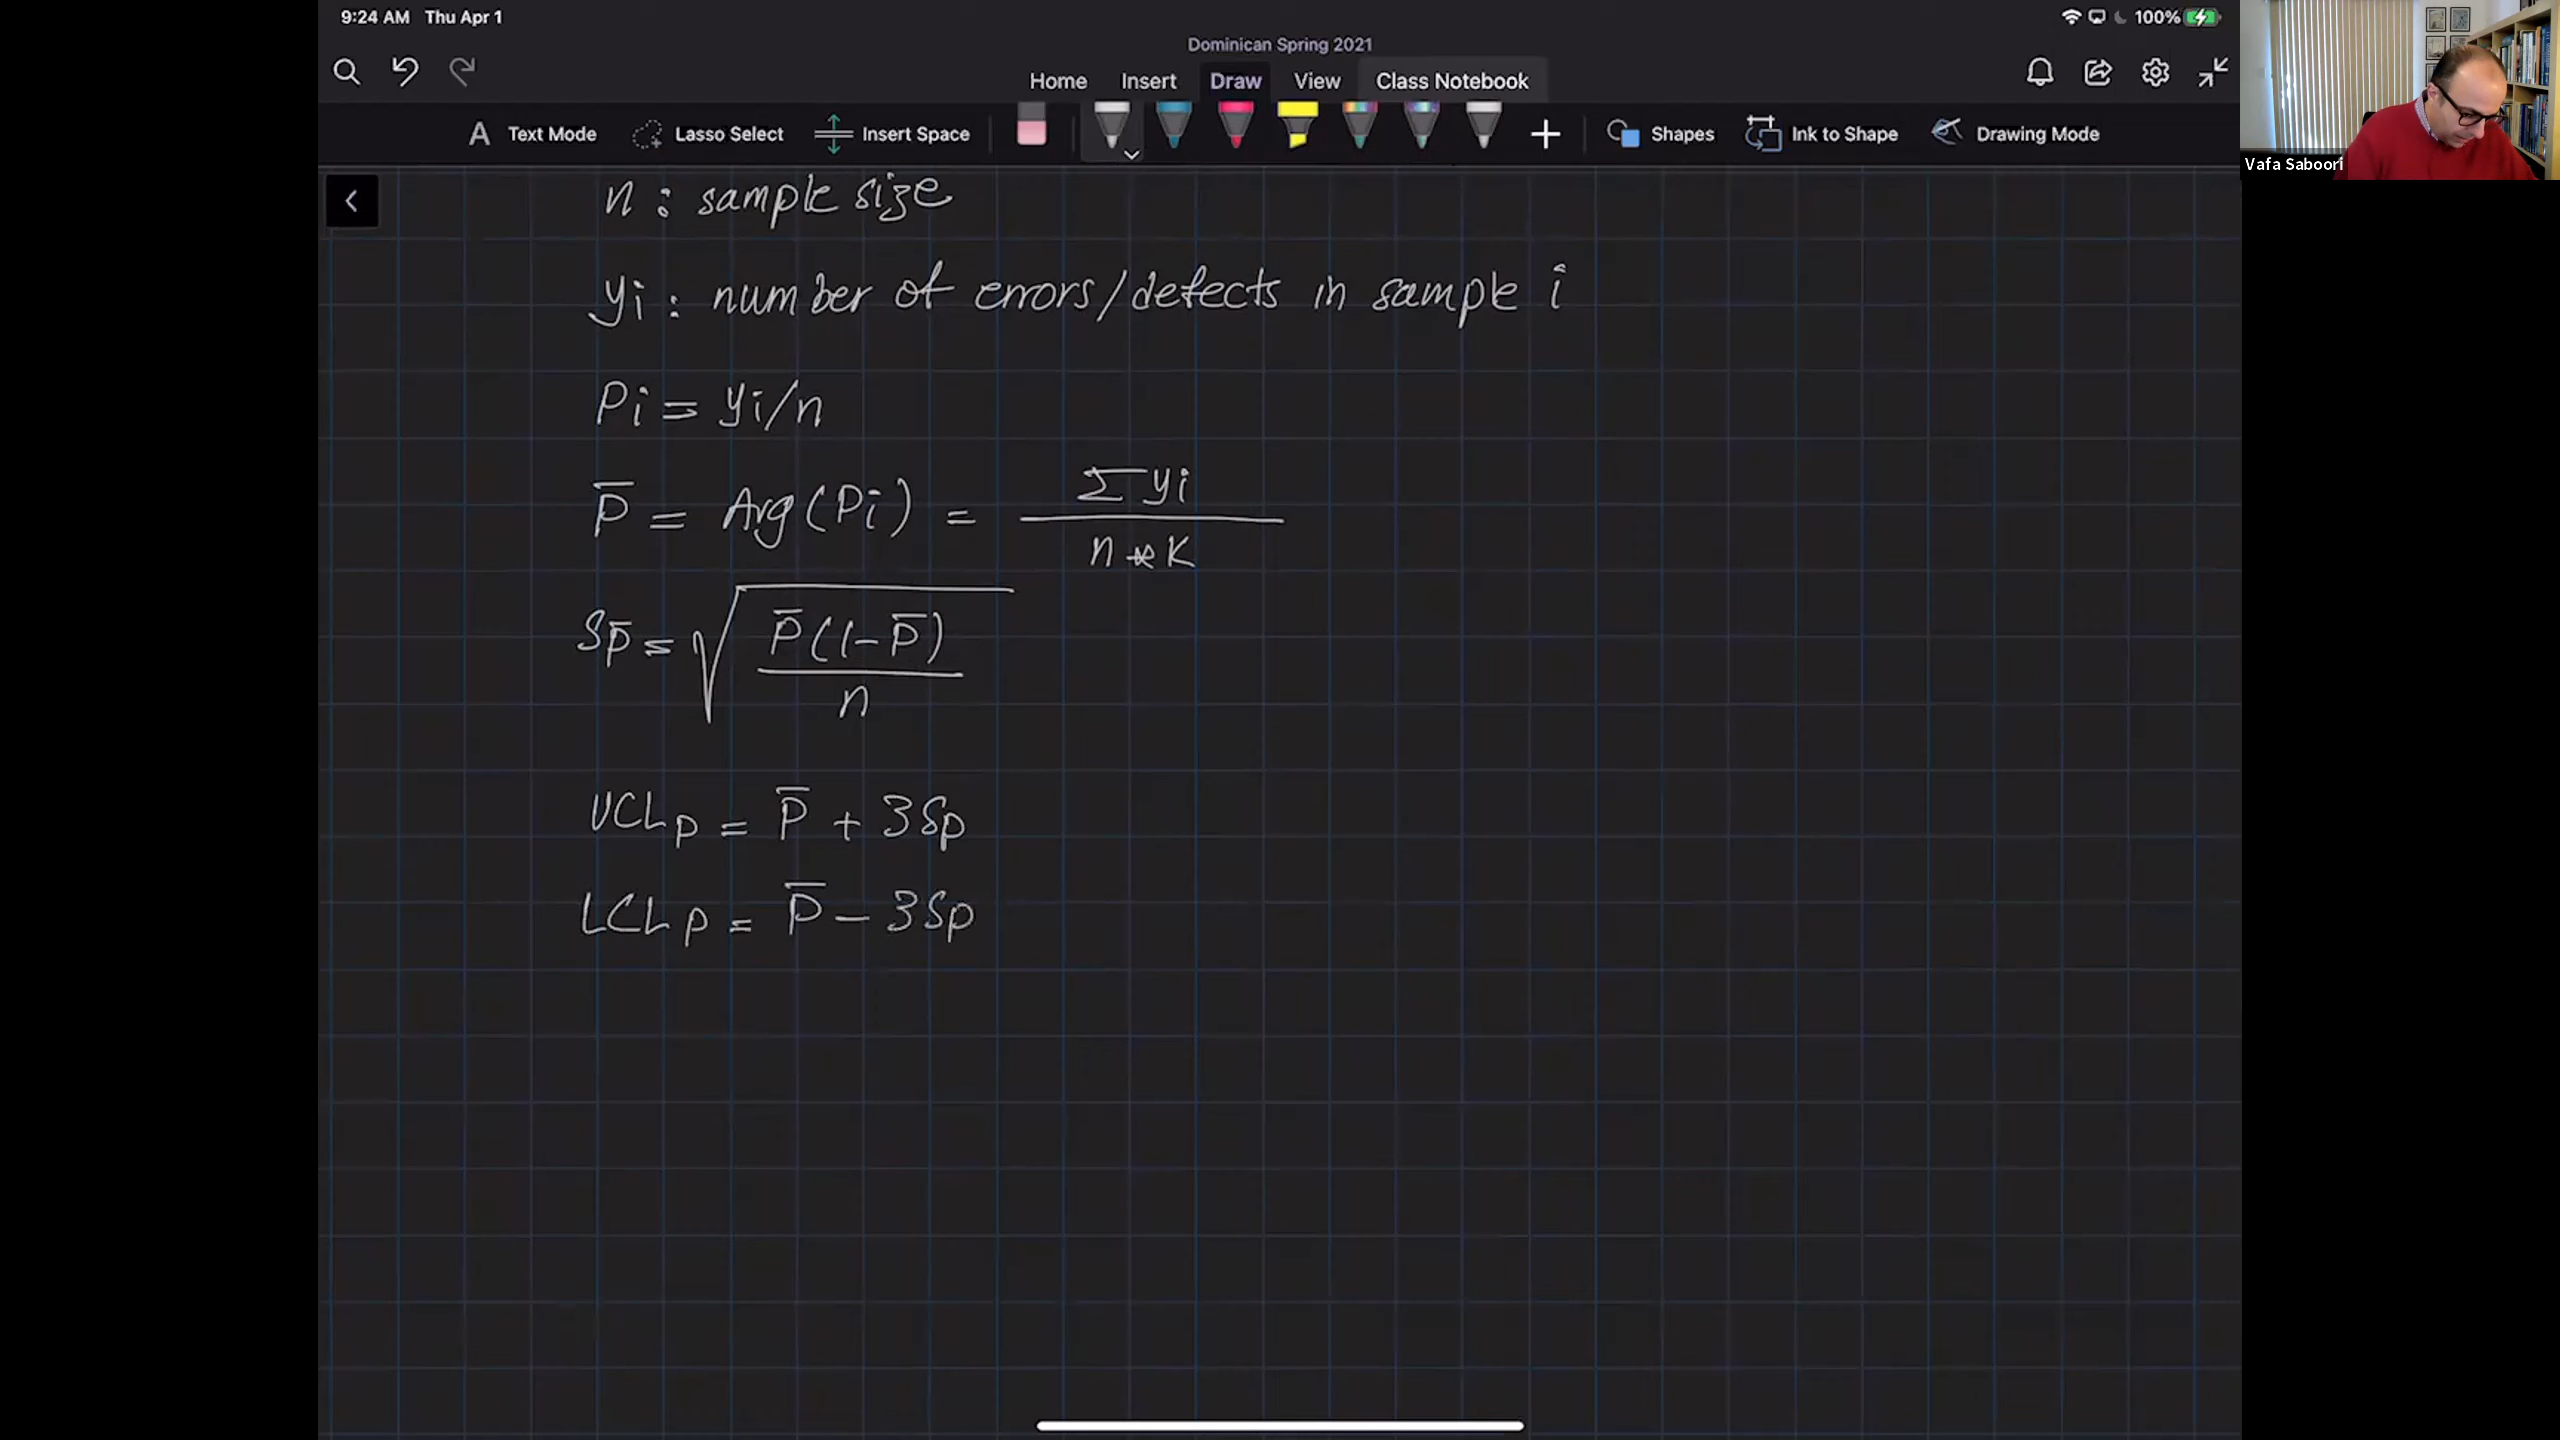 9:24 AM Thu Apr 1
100%
Dominican Spring 2021
Home Insert Draw View Class Notebook
Text Mode Lasso Select Insert Space Shapes Ink to Shape Drawing Mode
Vafa Saboori
n : sample size
yi : number of errors/defects in sample i
Pi = yi/n
P̅ = Avg(Pi) = Σyi / n*K
Sp̅ = √(P̅(1-P̅) / n)
UCLp = P̅ + 3Sp
LCLp = P̅ - 3Sp